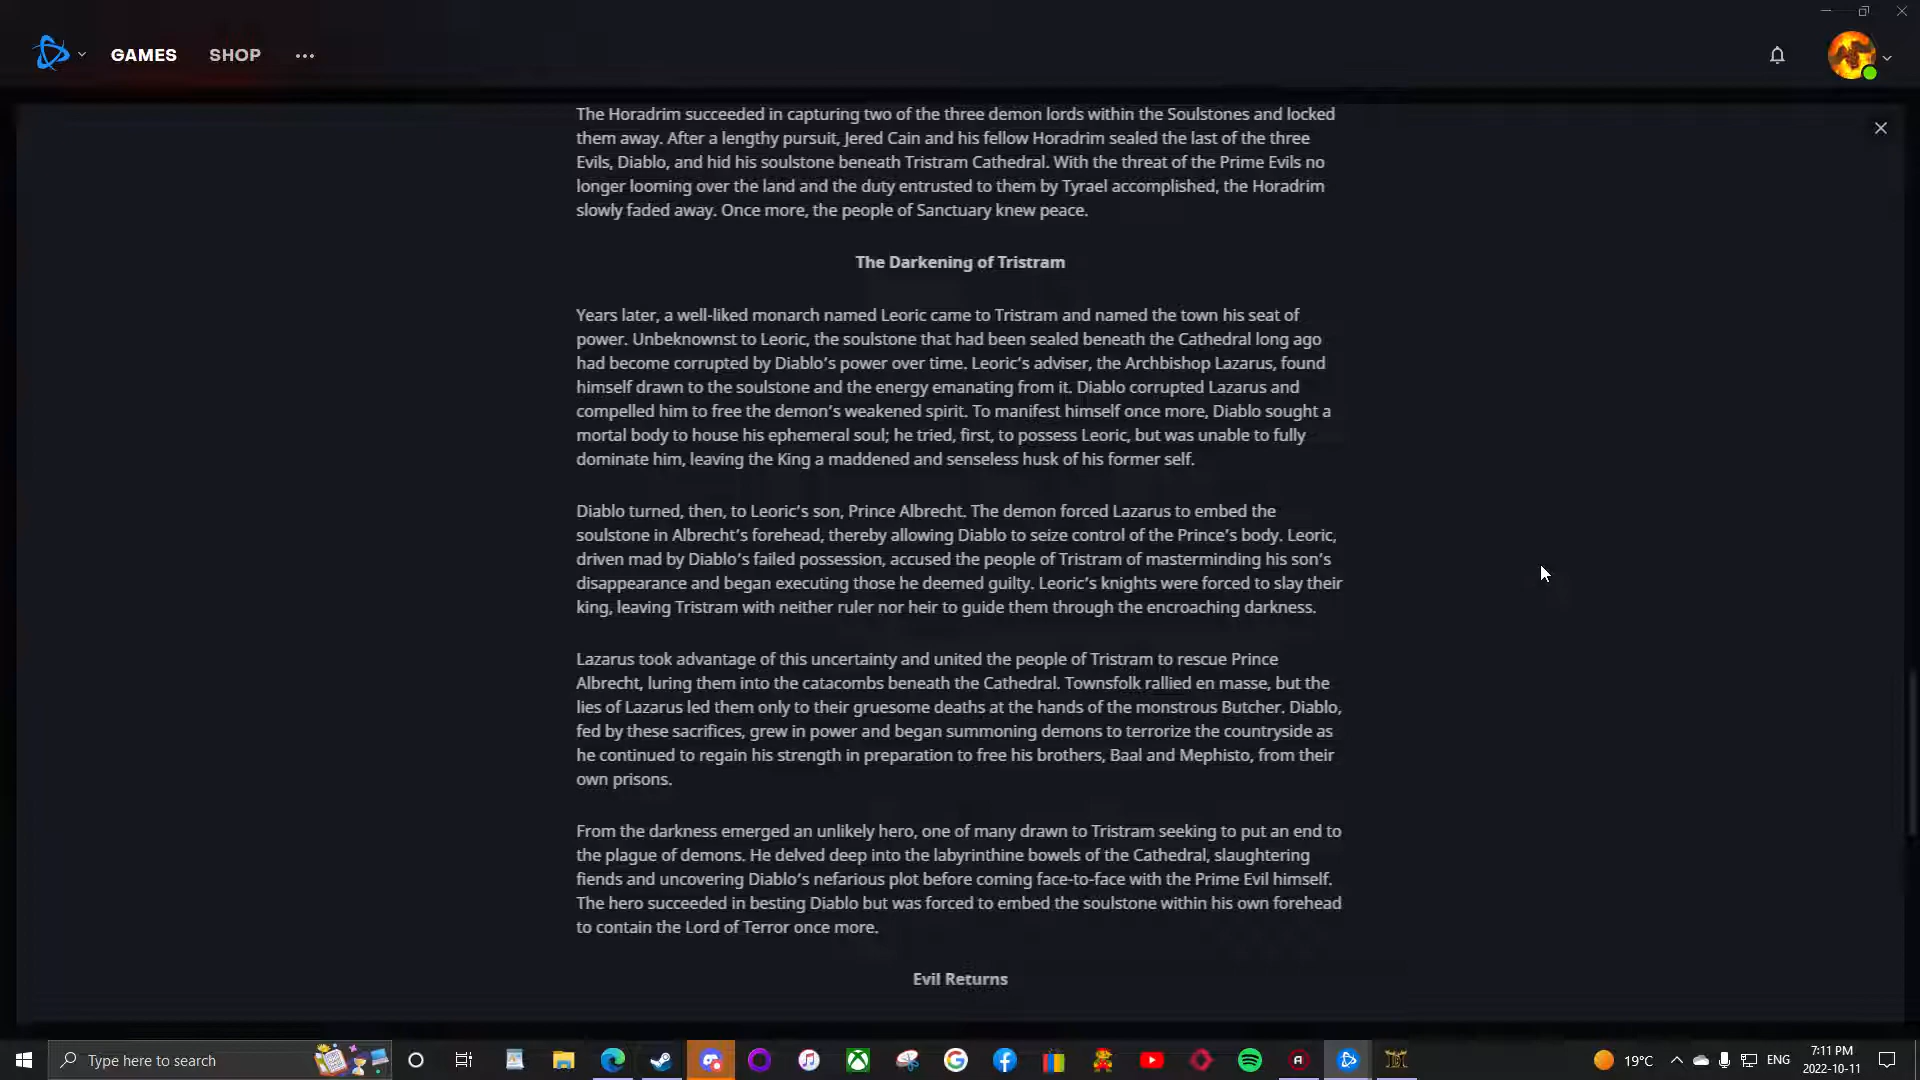 GAMES
SHOP
The Horadrim succeeded in capturing two of the three demon lords within the Soulstones and locked
them away. After a lengthy pursuit, Jered Cain and his fellow Horadrim sealed the last of the three
Evils, Diablo, and hid his soulstone beneath Tristram Cathedral. With the threat of the Prime Evils no
longer looming over the land and the duty entrusted to them by Tyrael accomplished, the Horadrim
slowly faded away. Once more, the people of Sanctuary knew peace.
The Darkening of Tristram
Years later, a well-liked monarch named Leoric came to Tristram and named the town his seat of
power. Unbeknownst to Leoric, the soulstone that had been sealed beneath the Cathedral long ago
had become corrupted by Diablo's power over time. Leoric's adviser, the Archbishop Lazarus, found
himself drawn to the soulstone and the energy emanating from it. Diablo corrupted Lazarus and
compelled him to free the demon's weakened spirit. To manifest himself once more, Diablo sought a
mortal body to house his ephemeral soul; he tried, first, to possess Leoric, but was unable to fully
dominate him, leaving the King a maddened and senseless husk of his former self.
Diablo turned, then, to Leoric's son, Prince Albrecht. The demon forced Lazarus to embed the
soulstone in Albrecht's forehead, thereby allowing Diablo to seize control of the Prince's body. Leoric,
driven mad by Diablo's failed possession, accused the people of Tristram of masterminding his son's
disappearance and began executing those he deemed guilty. Leoric's knights were forced to slay their
king, leaving Tristram with neither ruler nor heir to guide them through the encroaching darkness.
Lazarus took advantage of this uncertainty and united the people of Tristram to rescue Prince
Albrecht, luring them into the catacombs beneath the Cathedral. Townsfolk rallied en masse, but the
lies of Lazarus led them only to their gruesome deaths at the hands of the monstrous Butcher. Diablo,
fed by these sacrifices, grew in power and began summoning demons to terrorize the countryside as
he continued to regain his strength in preparation to free his brothers, Baal and Mephisto, from their
own prisons.
From the darkness emerged an unlikely hero, one of many drawn to Tristram seeking to put an end to
the plague of demons. He delved deep into the labyrinthine bowels of the Cathedral, slaughtering
fiends and uncovering Diablo's nefarious plot before coming face-to-face with the Prime Evil himself.
The hero succeeded in besting Diablo but was forced to embed the soulstone within his own forehead
to contain the Lord of Terror once more.
Evil Returns
Type here to search
19°C
ENG
7:11 PM
2022-10-11